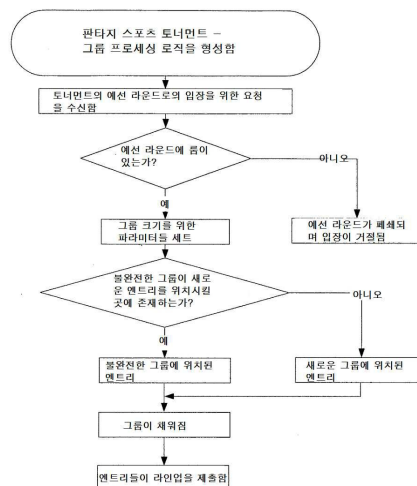 판타지 스포츠 토너먼트 –
그룹 프로세싱 로직을 형성함
토너먼트의 예선 라운드로의 입장을 위한 요청
을 수신함
예선 라운드에 룸이
있는가?
아니오
예
그룹 크기를 위한
파라미터들 세트
예선 라운드가 폐쇄되
며 입장이 거절됨
불완전한 그룹이 새로
운 엔트리를 위치시킬
곳에 존재하는가?
아니오
예
불완전한 그룹에 위치된
엔트리
새로운 그룹에 위치된
엔트리
그룹이 채워짐
엔트리들이 라인업을 제출함